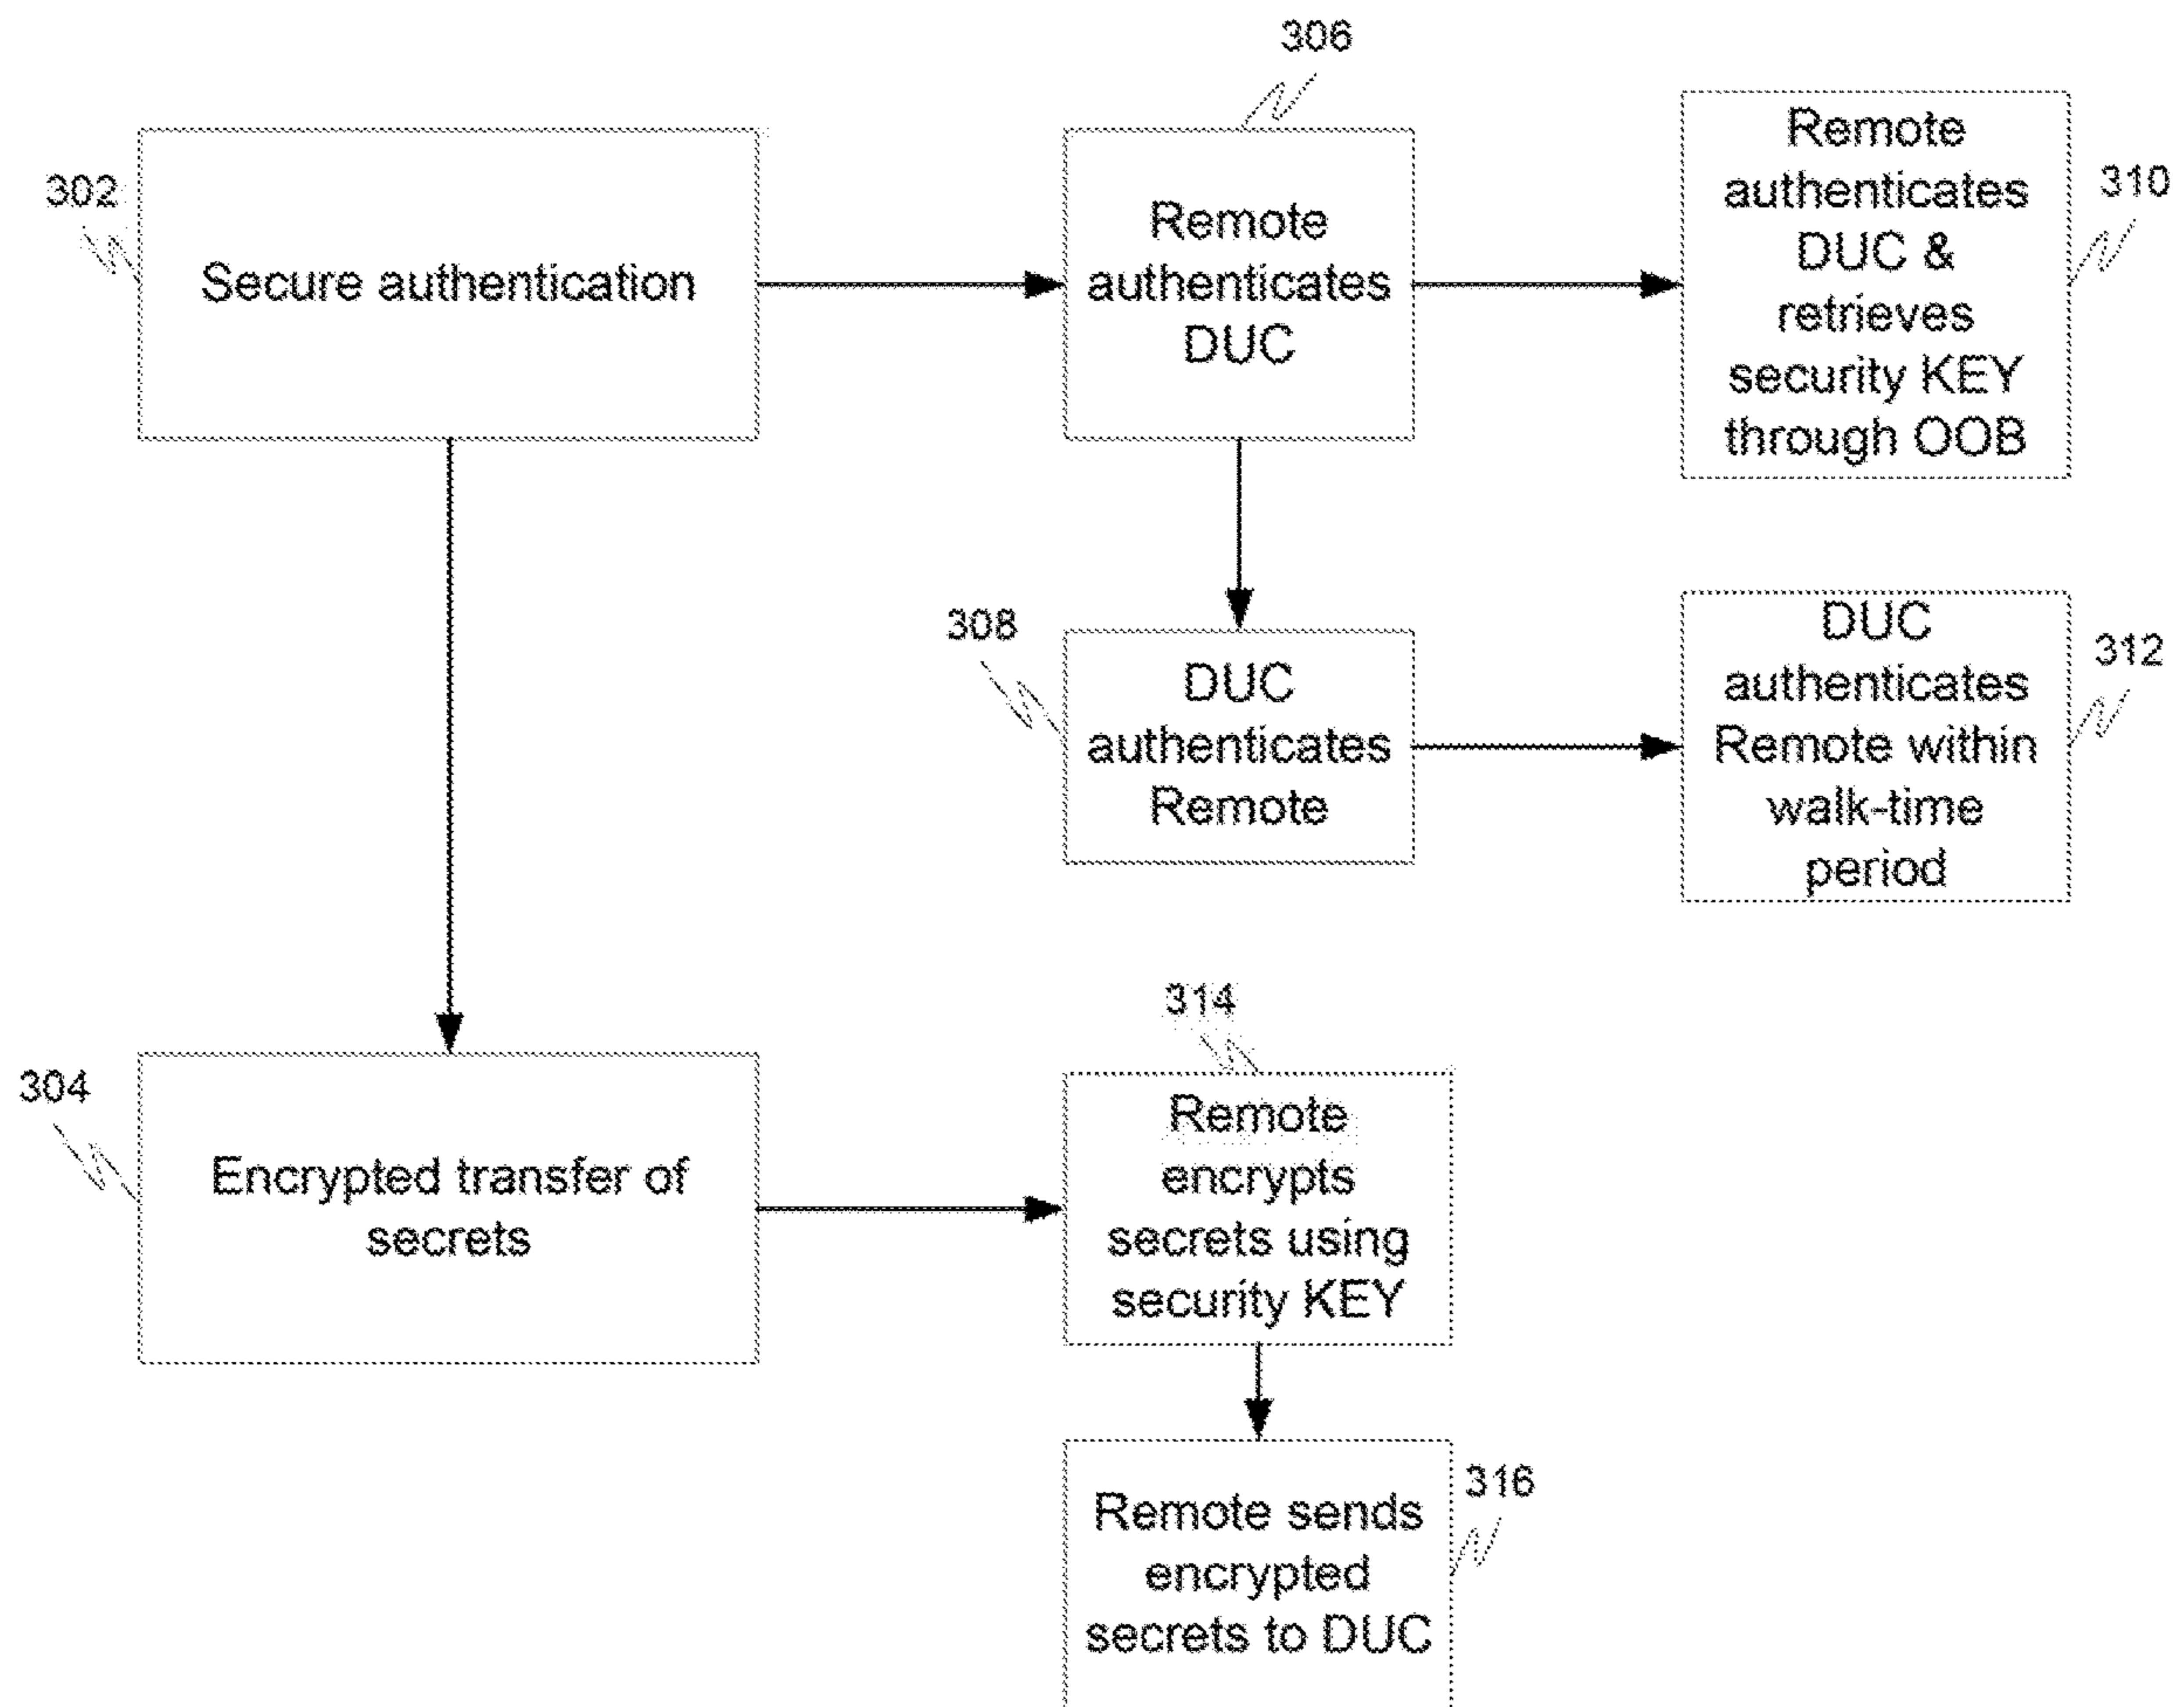 306
302
Secure authentication
Remote
authenticates
DUC
Remote
authenticates
DUC &
retrieves
security KEY
through OOB
310
308
DUC
authenticates
Remote
DUC
authenticates
Remote within
walk-time
period
312
304
Encrypted transfer of
secrets
314
Remote
encrypts
secrets using
security KEY
Remote sends
encrypted
secrets to DUC
316